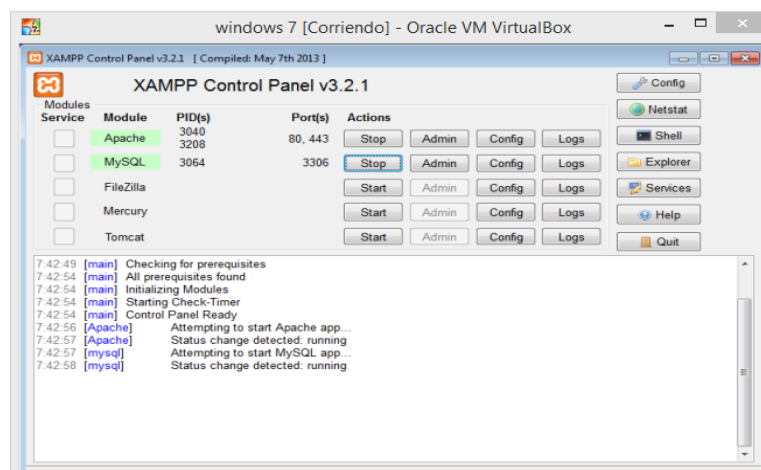 windows 7 [Corriendo] - Oracle VM VirtualBox
XAMPP Control Panel v3.2.1 [ Compiled: May 7th 2013 ]
XAMPP Control Panel v3.2.1
Config
Modules
Service Module PID(s) Port(s) Actions
Netstat
Apache 3040 3208 80, 443 Stop Admin Config Logs
Shell
MySQL 3064 3306 Stop Admin Config Logs
Explorer
FileZilla Start Admin Config Logs
Services
Mercury Start Admin Config Logs
Help
Tomcat Start Admin Config Logs
Quit
7:42:49 [main] Checking for prerequisites
7:42:54 [main] All prerequisites found
7:42:54 [main] Initializing Modules
7:42:54 [main] Starting Check-Timer
7:42:54 [main] Control Panel Ready
7:42:56 [Apache] Attempting to start Apache app...
7:42:57 [Apache] Status change detected: running
7:42:57 [mysql] Attempting to start MySQL app...
7:42:58 [mysql] Status change detected: running